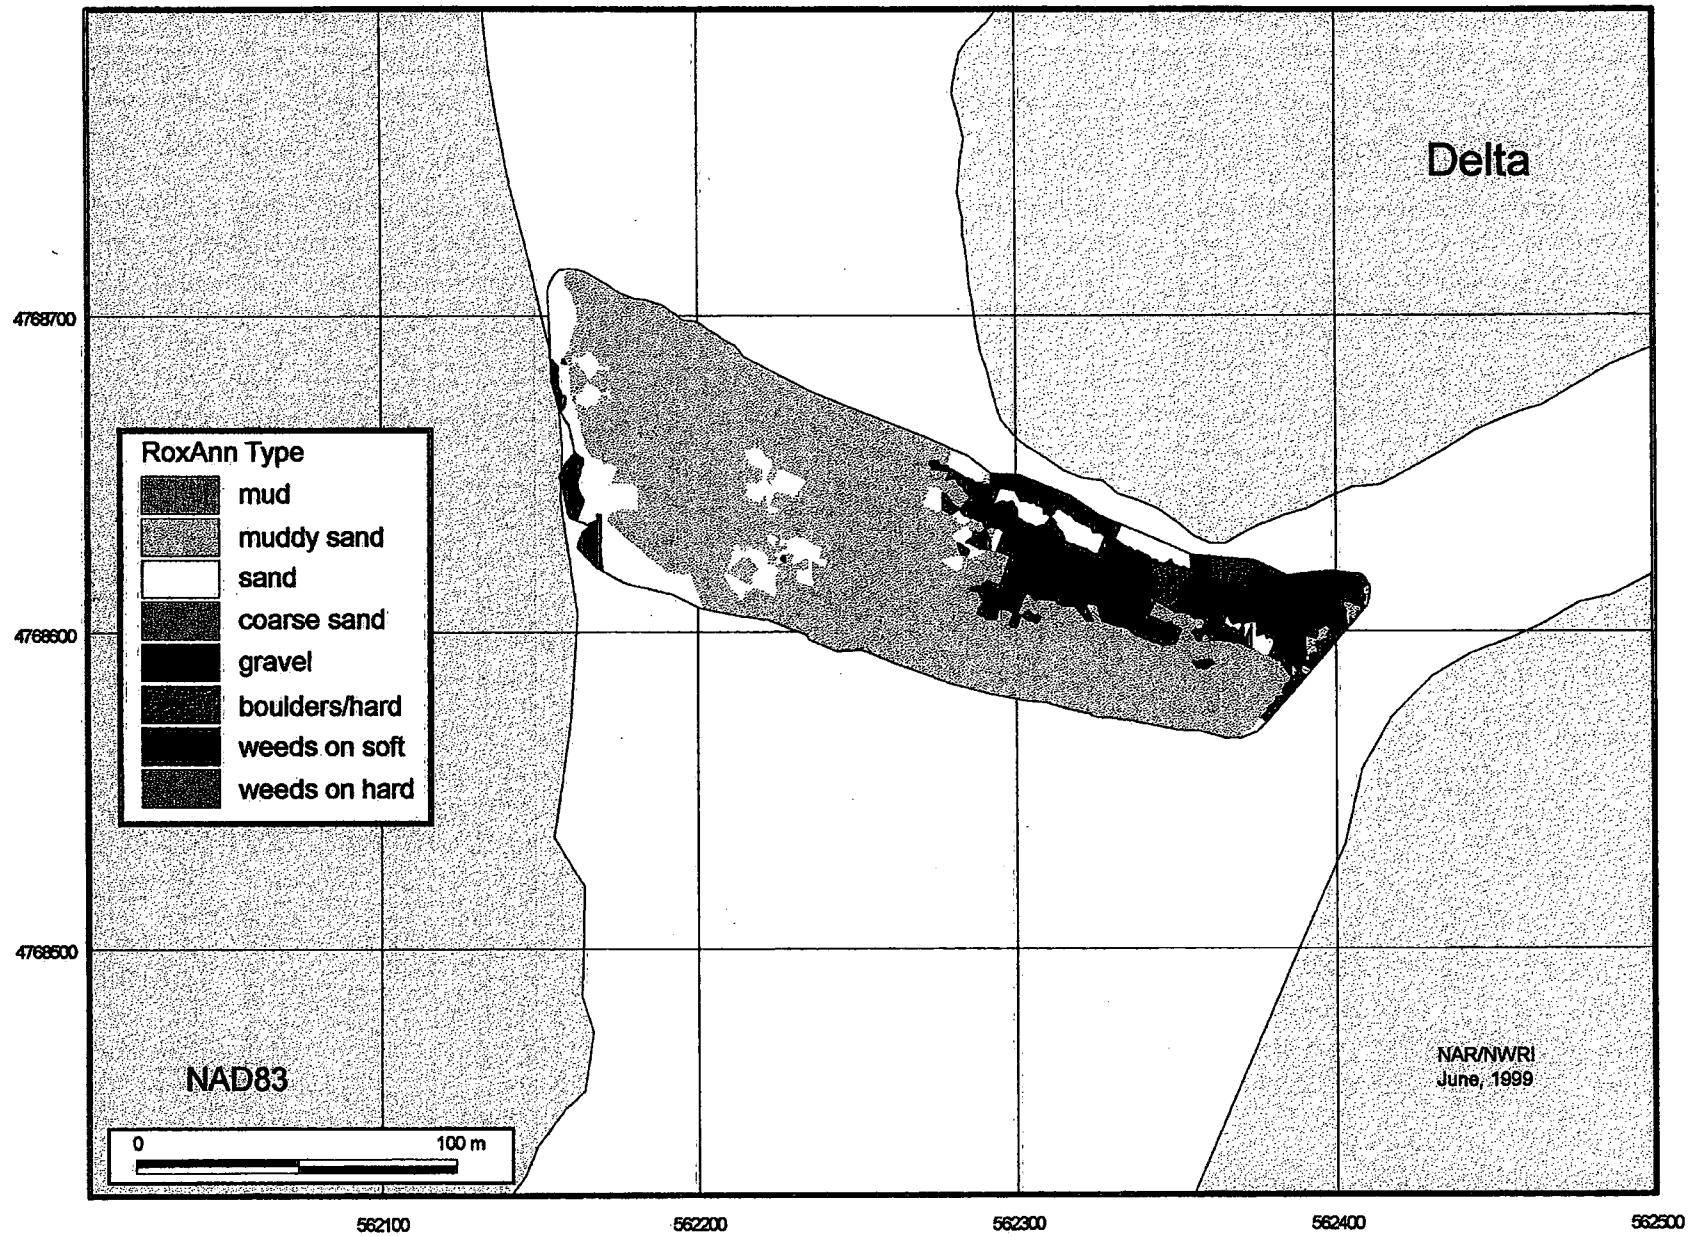 Delta
4768700
RoxAnn Type
mud
muddy sand
sand
coarse sand
gravel
boulders/hard
weeds on soft
weeds on hard
4768600
4768500
NAD83
NAR/NWRI
June, 1999
0 100 m
562100 562200 562300 562400 562500